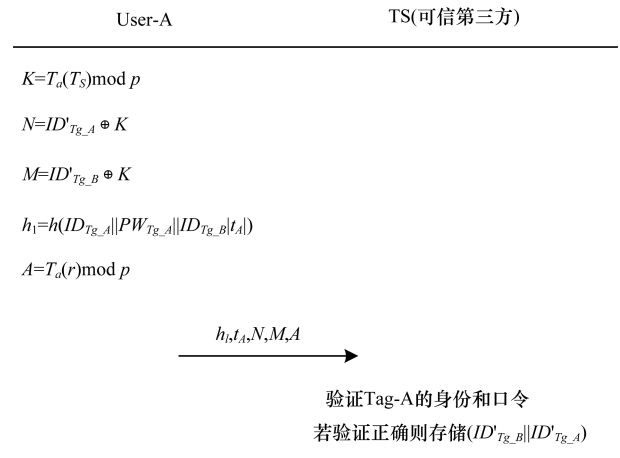 User-A TS(可信第三方)
K=Ta(TS)mod p
N=ID'Tg_A⊕K
M=ID'Tg_B⊕K
h1=h(IDTg_A||PWTg_A||IDTg_B|tA|)
A=Ta(r)mod p
hl,tA,N,M,A
验证Tag-A的身份和口令
若验证正确则存储(ID'Tg_B||ID'Tg_A)